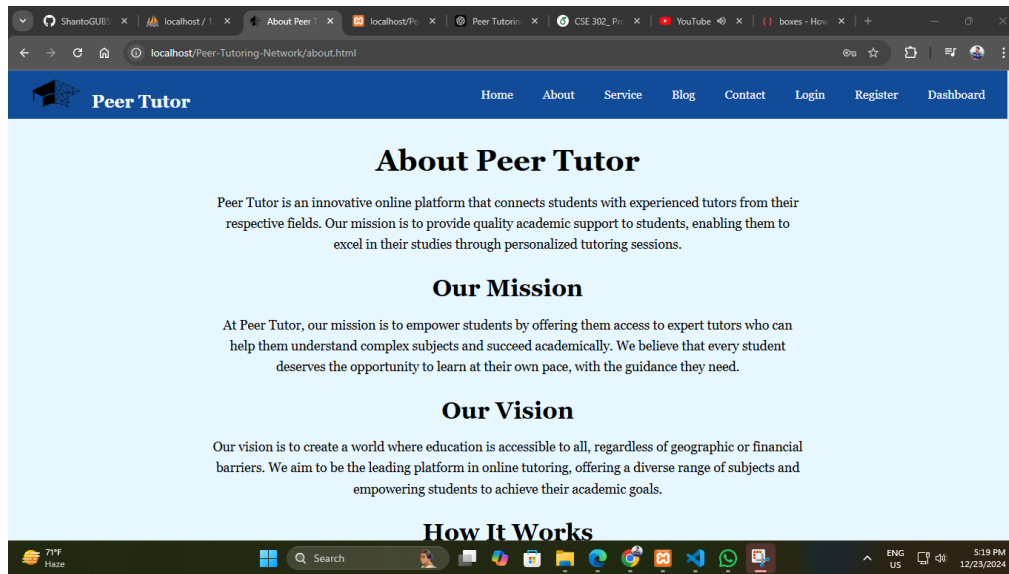 ShantoGUB5
localhost / 1
About Peer T
localhost/Pe
Peer Tutorin
CSE 302_ Pro
YouTube
boxes - How
localhost/Peer-Tutoring-Network/about.html
Peer Tutor
Home About Service Blog Contact Login Register Dashboard
About Peer Tutor
Peer Tutor is an innovative online platform that connects students with experienced tutors from their
respective fields. Our mission is to provide quality academic support to students, enabling them to
excel in their studies through personalized tutoring sessions.
Our Mission
At Peer Tutor, our mission is to empower students by offering them access to expert tutors who can
help them understand complex subjects and succeed academically. We believe that every student
deserves the opportunity to learn at their own pace, with the guidance they need.
Our Vision
Our vision is to create a world where education is accessible to all, regardless of geographic or financial
barriers. We aim to be the leading platform in online tutoring, offering a diverse range of subjects and
empowering students to achieve their academic goals.
How It Works
71°F
Haze
Search
ENG
US
5:19 PM
12/23/2024